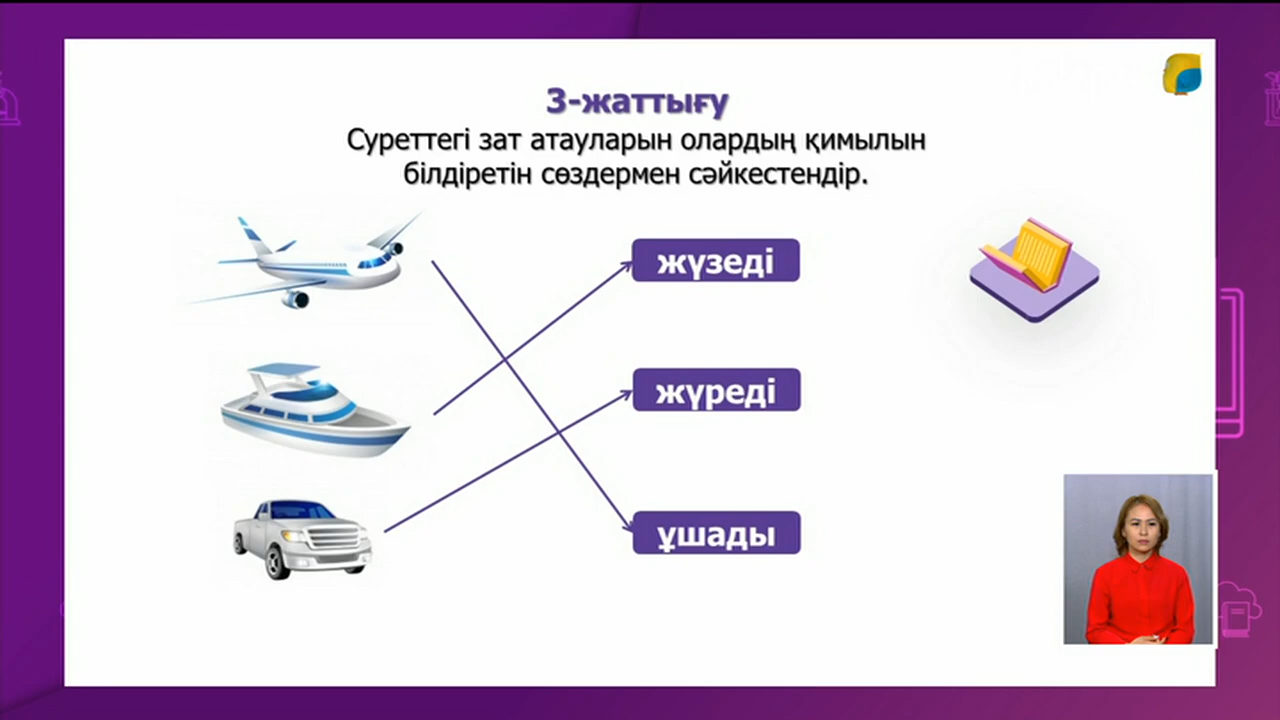 3-жаттығу
Суреттегі зат атауларын олардың қимылын
білдіретін сөздермен сәйкестендір.
жүзеді
жүреді
ұшады